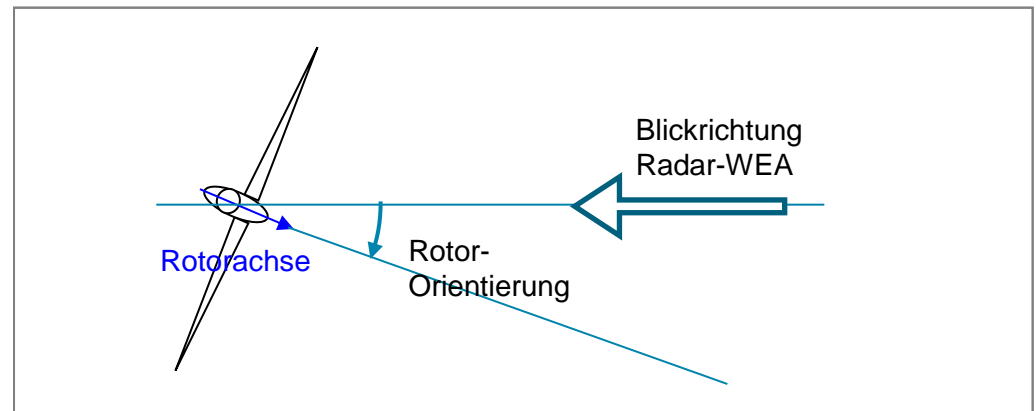 Blickrichtung
Radar-WEA
Rotorachse
Rotor-
Orientierung